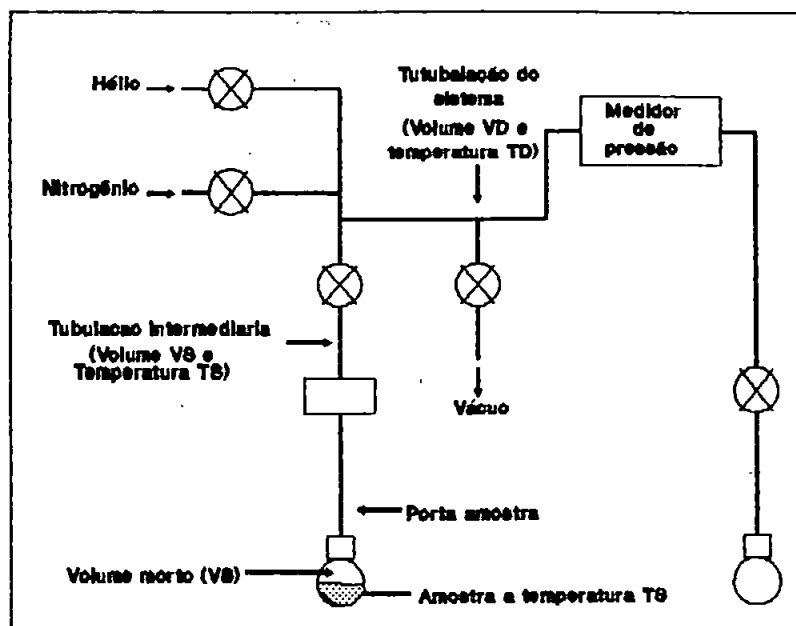 Hélio
Nitrogênio
Tutubalação do
sistema
(Volume VD e
temperatura TD)
Medidor
de
pressão
Tubulacao Intermediaria
(Volume VS e
Temperatura TS)
Vácuo
Porta amostra
Volume morto (VS)
Amostra a temperatura TS